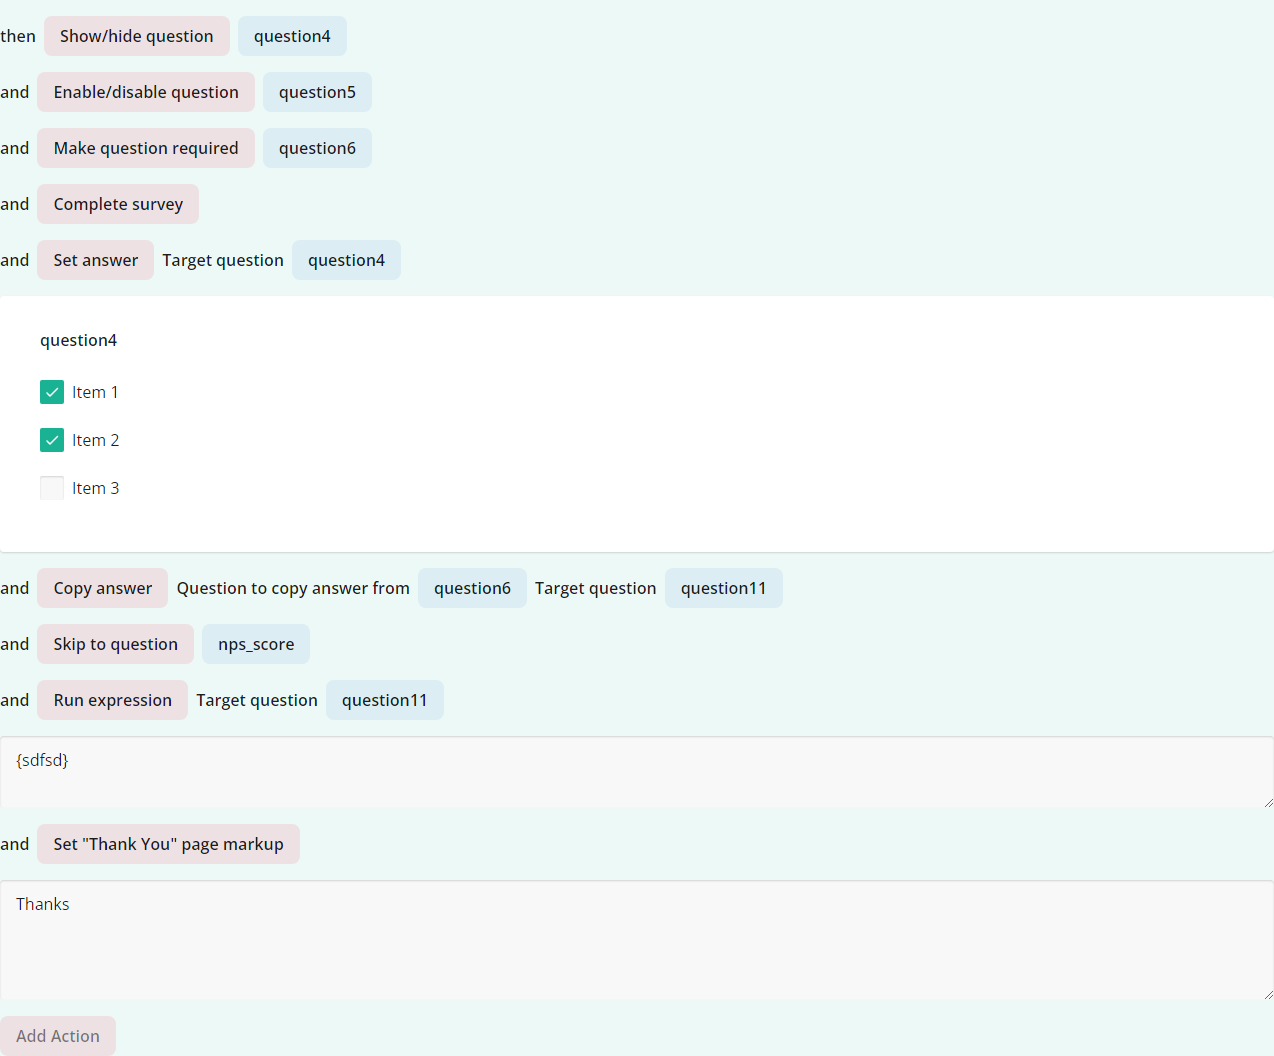 then Show/hide question question4
and Enable/disable question question5
and Make question required question6
and Complete survey
and Set answer Target question question4
question4
Item 1
Item 2
Item 3
and Copy answer Question to copy answer from question6 Target question question11
and Skip to question nps_score
and Run expression Target question question11
{sdfsd}
and Set "Thank You" page markup
Thanks
Add Action